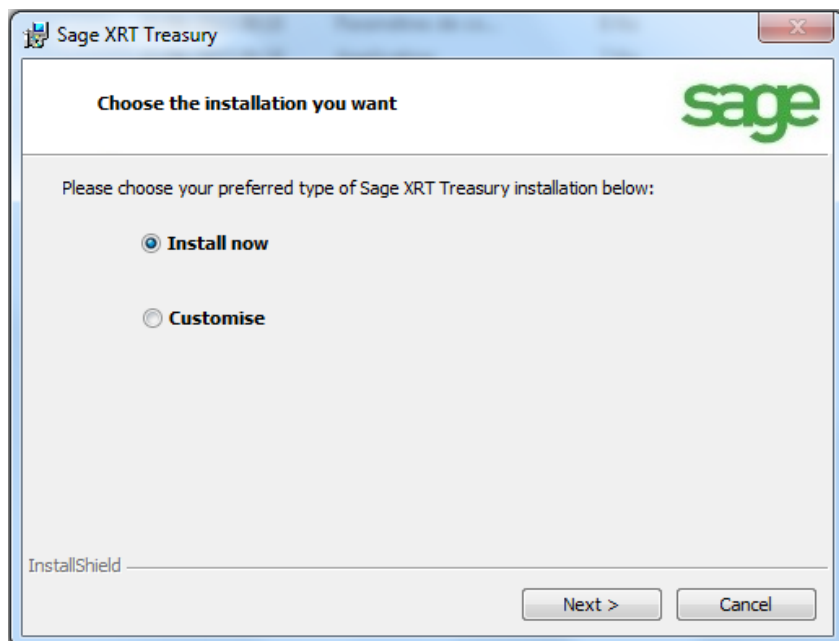 Sage XRT Treasury
Choose the installation you want
sage
Please choose your preferred type of Sage XRT Treasury installation below:
Install now
Customise
InstallShield
Next >
Cancel